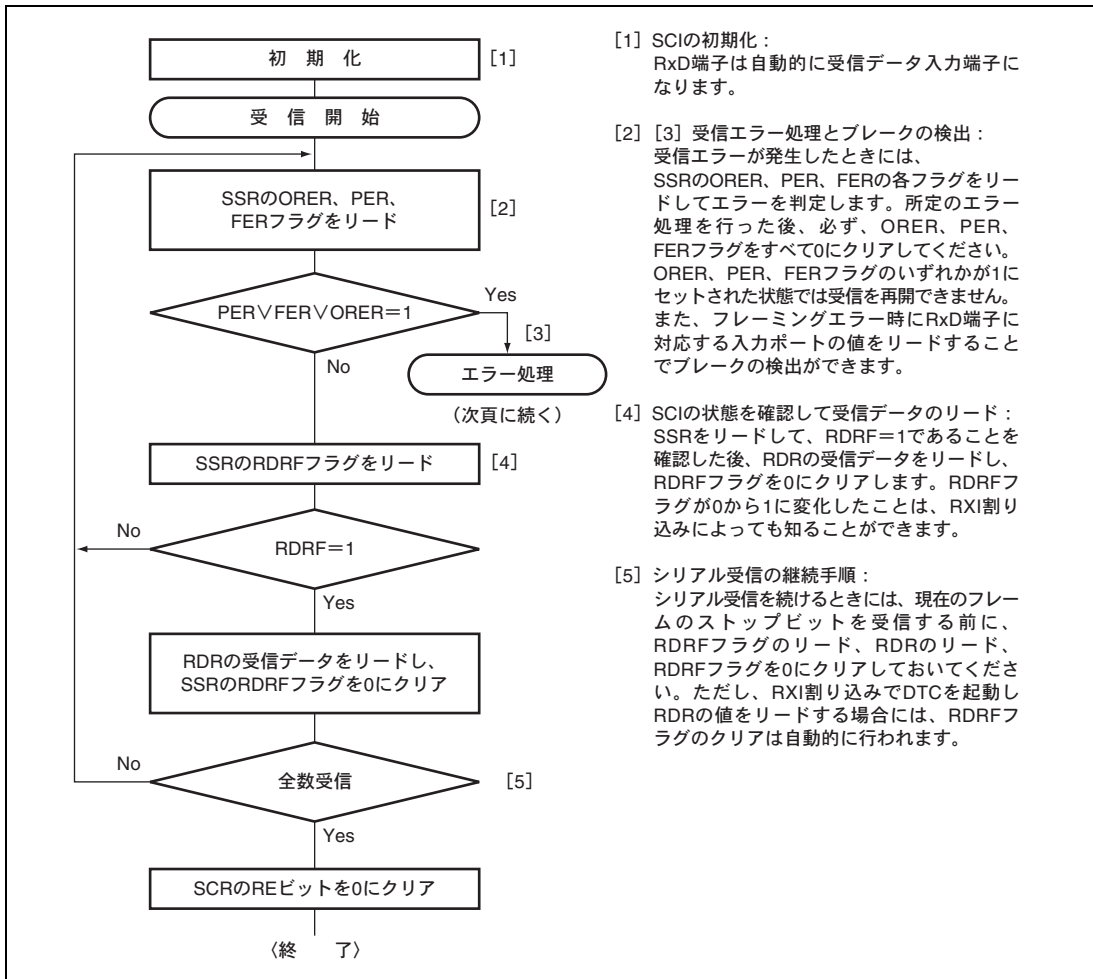 初 期 化
[1]
受 信 開 始
SSRのORER、PER、
FERフラグをリード
[2]
PER∨FER∨ORER=1
Yes
[3]
No
エラー処理
(次頁に続く)
SSRのRDRFフラグをリード
[4]
No
RDRF=1
Yes
RDRの受信データをリードし、
SSRのRDRFフラグを0にクリア
No
全数受信
[5]
Yes
SCRのREビットを0にクリア
〈終 了〉
[1] SCIの初期化:
RxD端子は自動的に受信データ入力端子に
なります。
[2] [3] 受信エラー処理とブレークの検出:
受信エラーが発生したときには、
SSRのORER、PER、FERの各フラグをリー
ドしてエラーを判定します。所定のエラー
処理を行った後、必ず、ORER、PER、
FERフラグをすべて0にクリアしてください。
ORER、PER、FERフラグのいずれかが1に
セットされた状態では受信を再開できません。
また、フレーミングエラー時にRxD端子に
対応する入力ポートの値をリードすること
でブレークの検出ができます。
[4] SCIの状態を確認して受信データのリード:
SSRをリードして、RDRF=1であることを
確認した後、RDRの受信データをリードし、
RDRFフラグを0にクリアします。RDRFフ
ラグが0から1に変化したことは、RXI割り
込みによっても知ることができます。
[5] シリアル受信の継続手順:
シリアル受信を続けるときには、現在のフレー
ムのストップビットを受信する前に、
RDRFフラグのリード、RDRのリード、
RDRFフラグを0にクリアしておいてくださ
い。ただし、RXI割り込みでDTCを起動し
RDRの値をリードする場合には、RDRFフ
ラグのクリアは自動的に行われます。